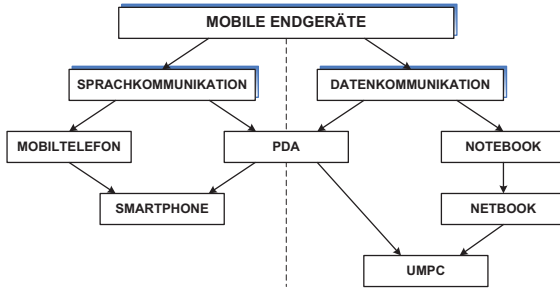 MOBILE ENDGERÄTE
SPRACHKOMMUNIKATION
DATENKOMMUNIKATION
MOBILTELEFON
PDA
NOTEBOOK
SMARTPHONE
NETBOOK
UMPC